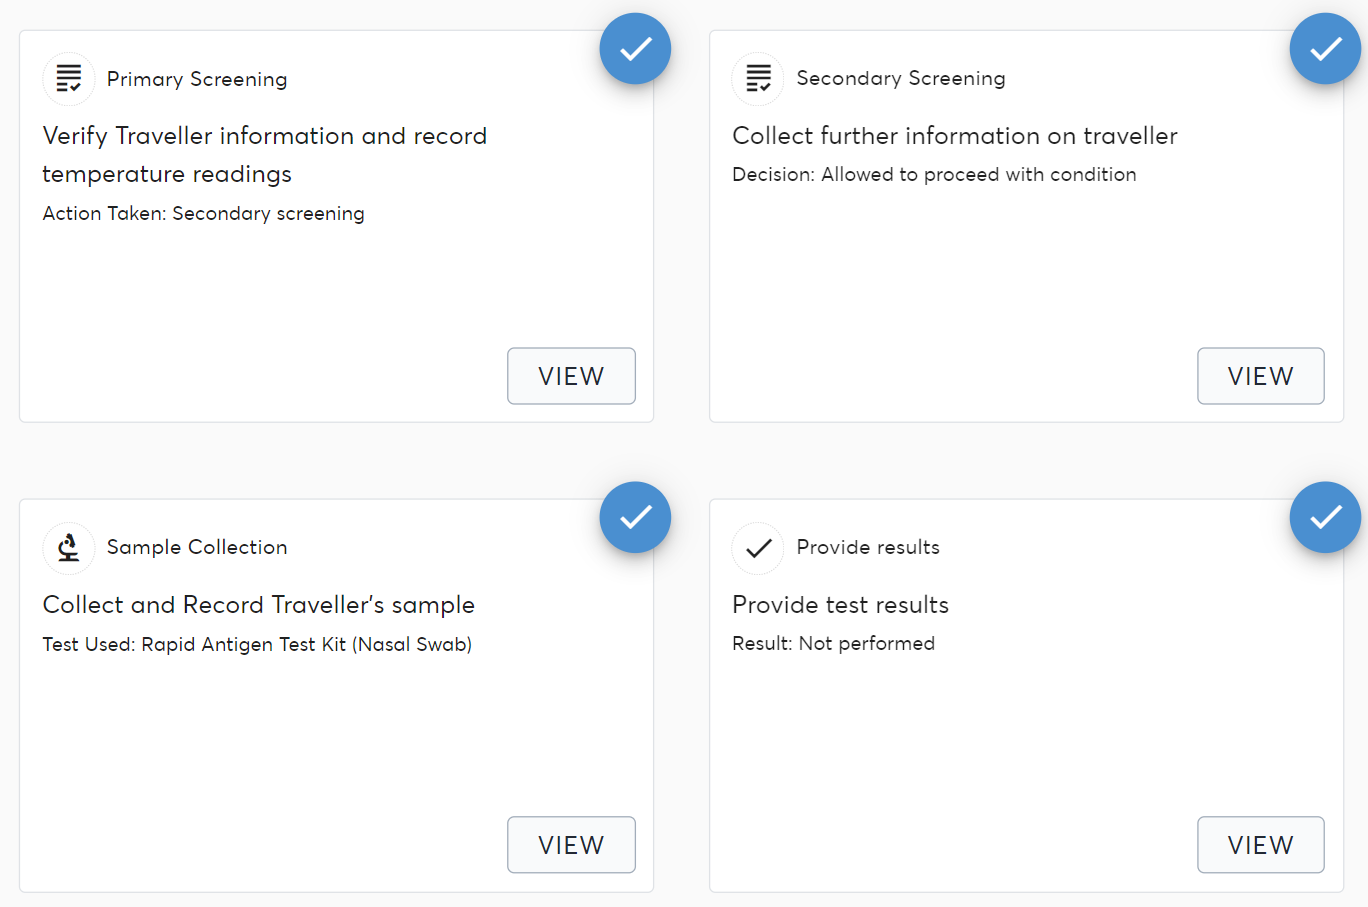 Primary Screening
Verify Traveller information and record
temperature readings
Action Taken: Secondary screening
VIEW
Secondary Screening
Collect further information on traveller
Decision: Allowed to proceed with condition
VIEW
Sample Collection
Collect and Record Traveller's sample
Test Used: Rapid Antigen Test Kit (Nasal Swab)
VIEW
Provide results
Provide test results
Result: Not performed
VIEW